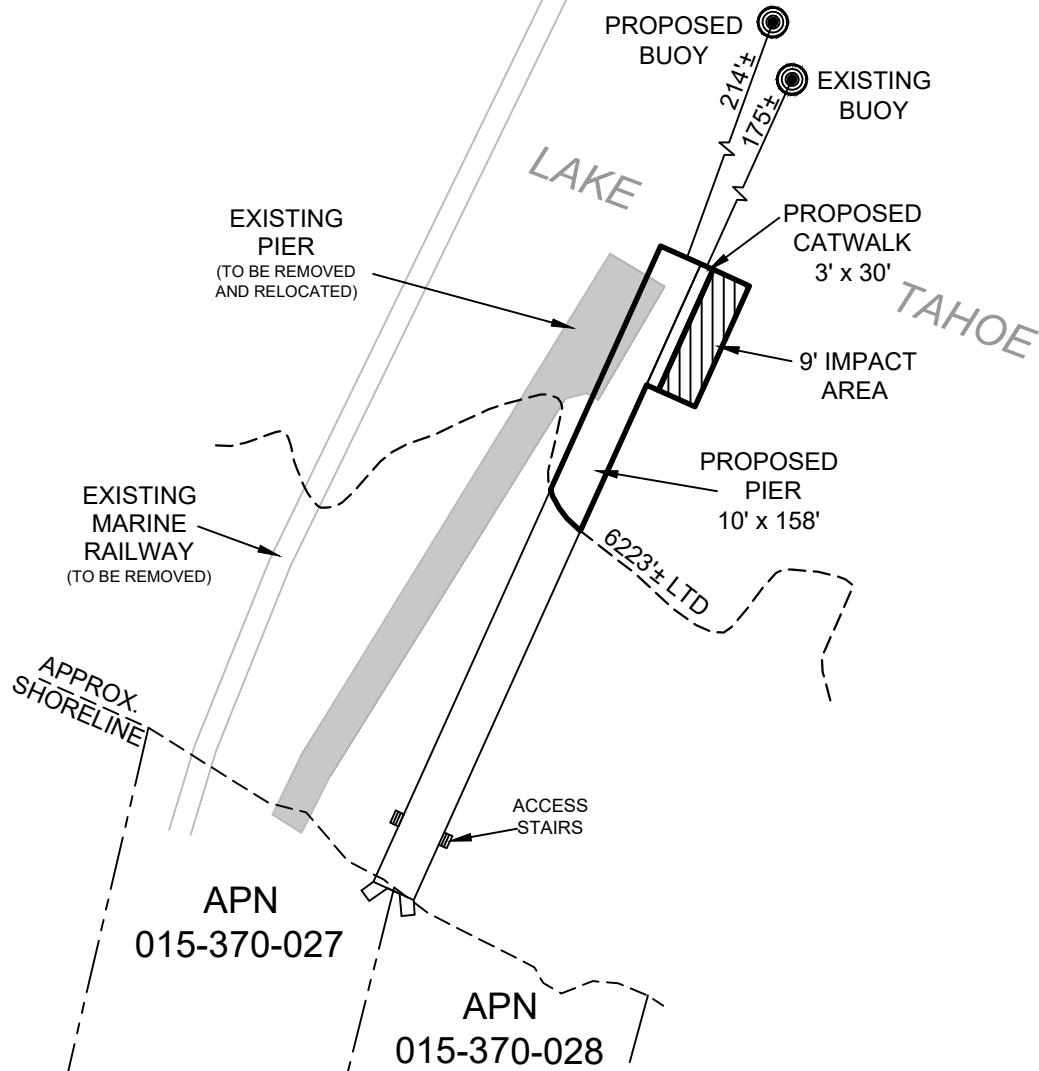 PROPOSED
BUOY
214'±
175'±
EXISTING
BUOY
LAKE
TAHOE
EXISTING
PIER
(TO BE REMOVED
AND RELOCATED)
PROPOSED
CATWALK
3' x 30'
9' IMPACT
AREA
PROPOSED
PIER
10' x 158'
EXISTING
MARINE
RAILWAY
(TO BE REMOVED)
6223'± LTD
APPROX.
SHORELINE
ACCESS
STAIRS
APN
015-370-027
APN
015-370-028